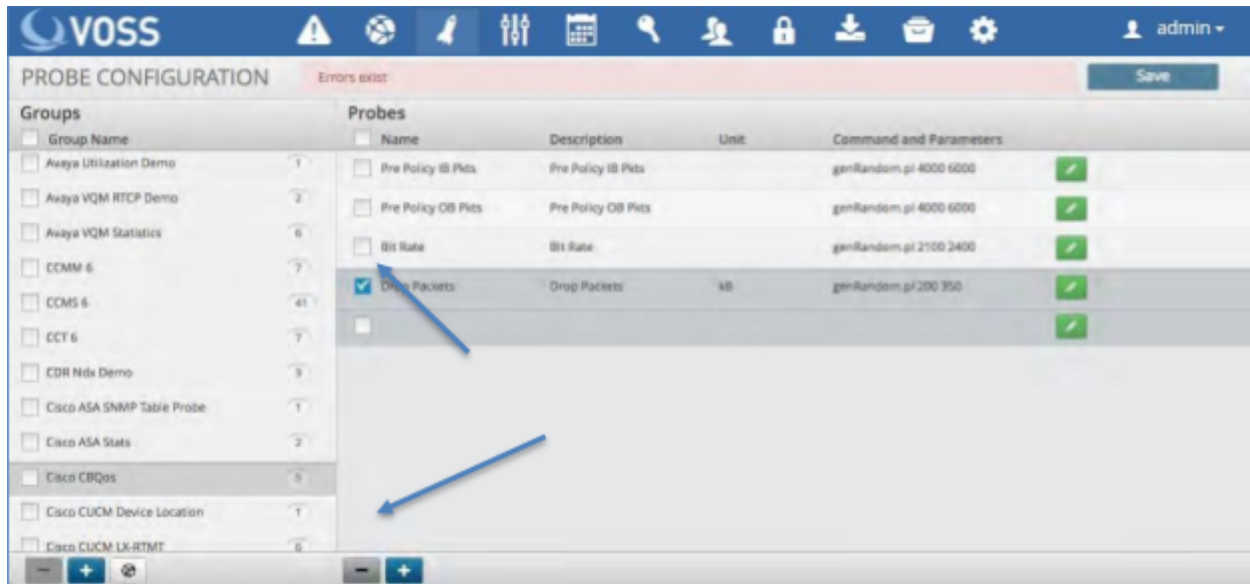 VOSS
admin
PROBE CONFIGURATION
Errors exist
Save
Groups
Group Name
Avaya Utilization Demo 1
Avaya VQM RTCP Demo 2
Avaya VQM Statistics 6
CCMM 6 7
CCMS 6 41
CCT 6 7
CDR Ndx Demo 3
Cisco ASA SNMP Table Probe 1
Cisco ASA Stats 2
Cisco CBQos 5
Cisco CUCM Device Location 1
Cisco CUCM LX-RTMT 6
Probes
Name Description Unit Command and Parameters
Pre Policy IB Pkts Pre Policy IB Pkts genRandom.pl 4000 6000
Pre Policy OB Pkts Pre Policy OB Pkts genRandom.pl 4000 6000
Bit Rate Bit Rate genRandom.pl 2100 2400
Drop Packets Drop Packets kB genRandom.pl 200 350